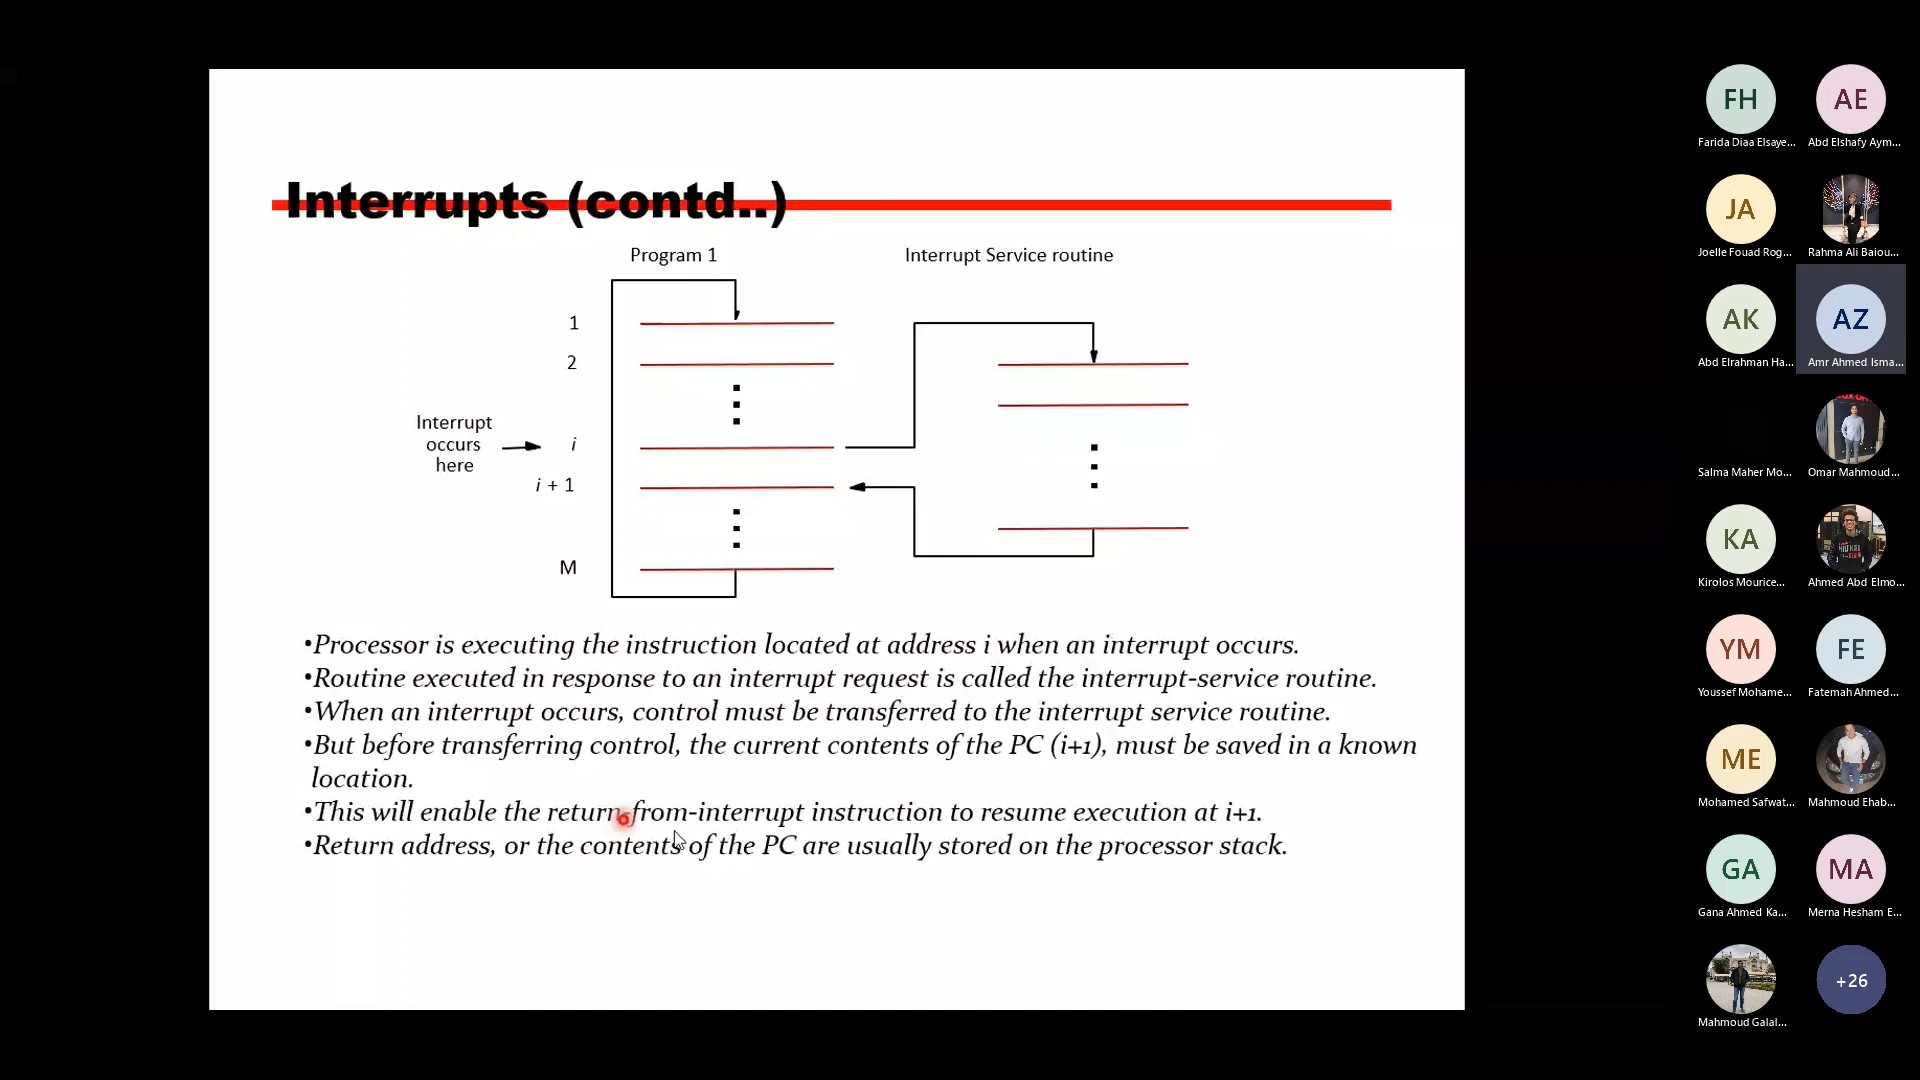 Interrupts (contd..)
Program 1
Interrupt Service routine
1
2
Interrupt
occurs
here
i
i + 1
M
•Processor is executing the instruction located at address i when an interrupt occurs.
•Routine executed in response to an interrupt request is called the interrupt-service routine.
•When an interrupt occurs, control must be transferred to the interrupt service routine.
•But before transferring control, the current contents of the PC (i+1), must be saved in a known
location.
•This will enable the return-from-interrupt instruction to resume execution at i+1.
•Return address, or the contents of the PC are usually stored on the processor stack.
FH
AE
Farida Diaa Elsaye...
Abd Elshafy Aym...
JA
Joelle Fouad Rog...
Rahma Ali Baiou...
AK
AZ
Abd Elrahman Ha...
Amr Ahmed Isma...
Salma Maher Mo...
Omar Mahmoud...
KA
Kirolos Mourice...
Ahmed Abd Elmo...
YM
FE
Youssef Mohame...
Fatemah Ahmed...
ME
Mohamed Safwat...
Mahmoud Ehab...
GA
MA
Gana Ahmed Ka...
Merna Hesham E...
+26
Mahmoud Galal...